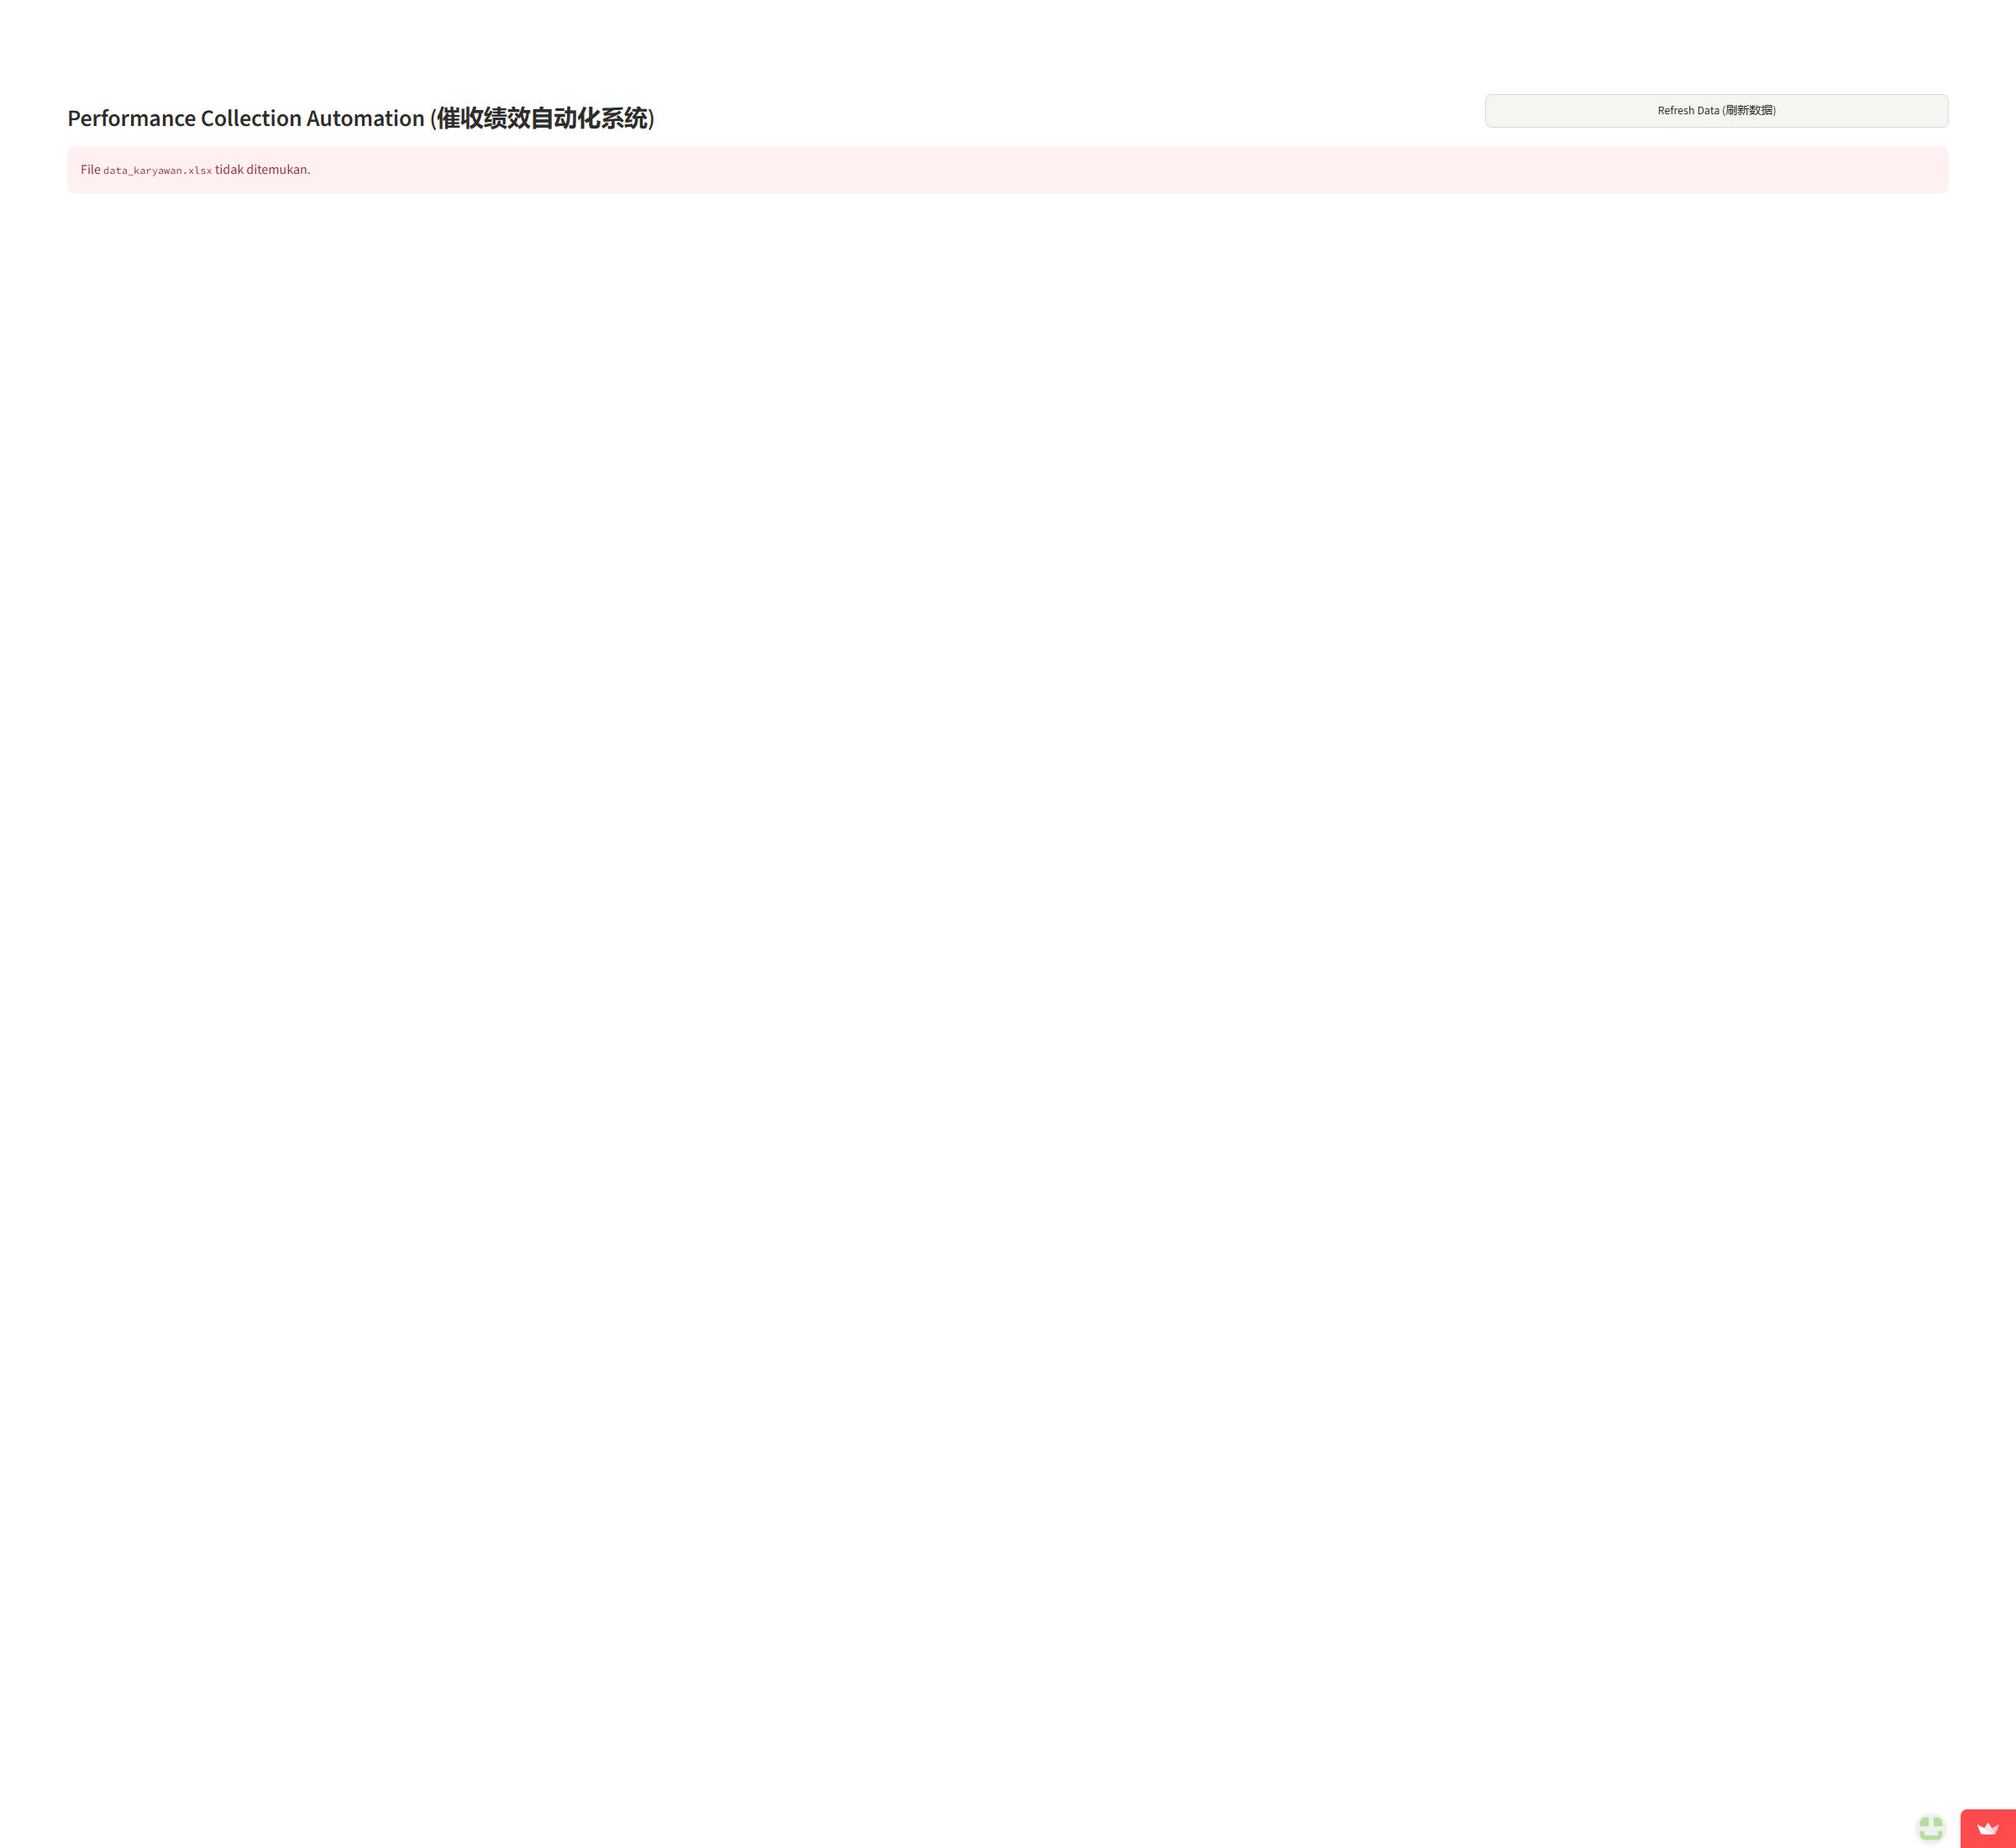 Performance Collection Automation (催收绩效自动化系统)
Refresh Data (刷新数据)
File data_karyawan.xlsx tidak ditemukan.